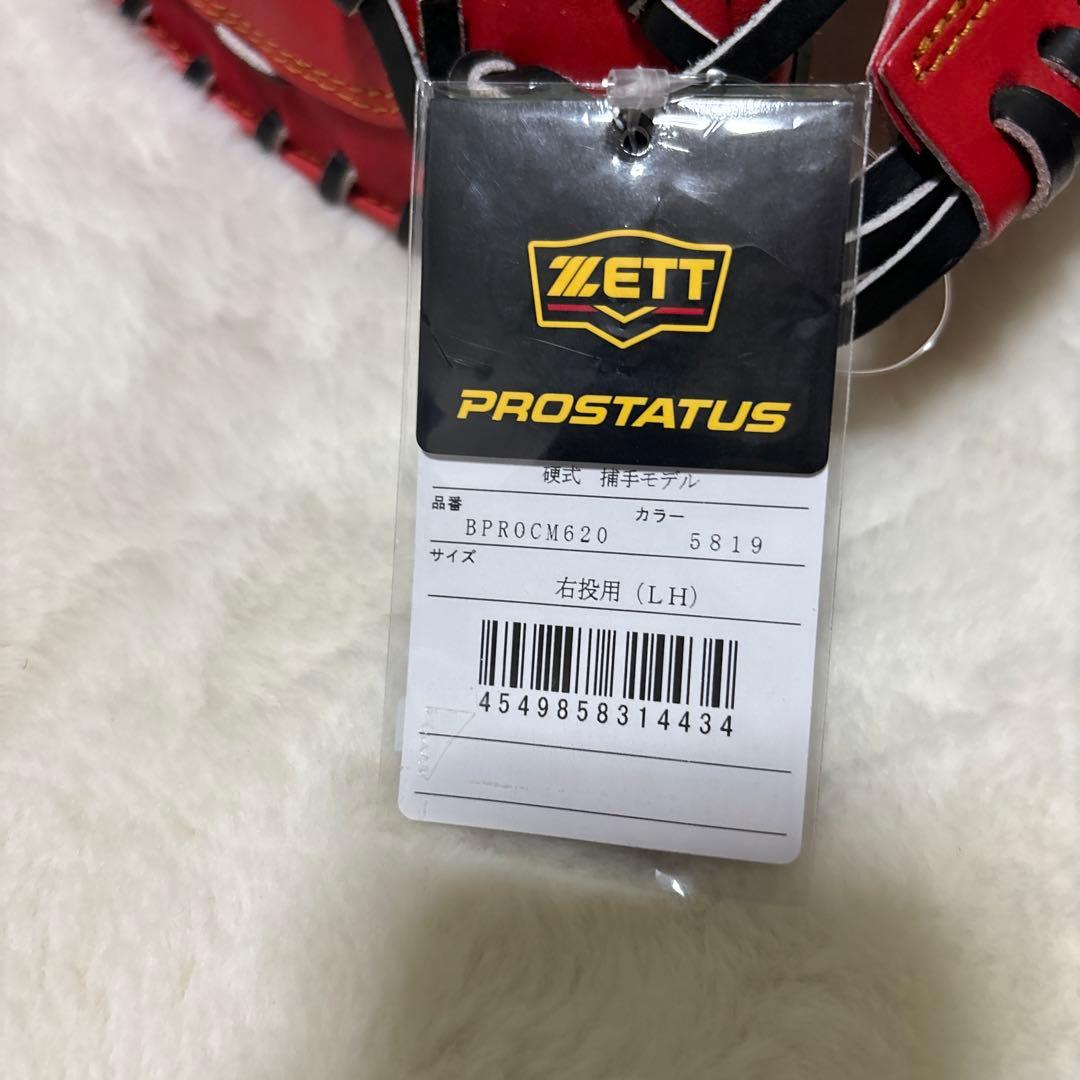 ZETT
PROSTATUS
硬式 捕手モデル
品番 カラー
BPROCM620 5819
サイズ
右投用(LH)
4549858314434